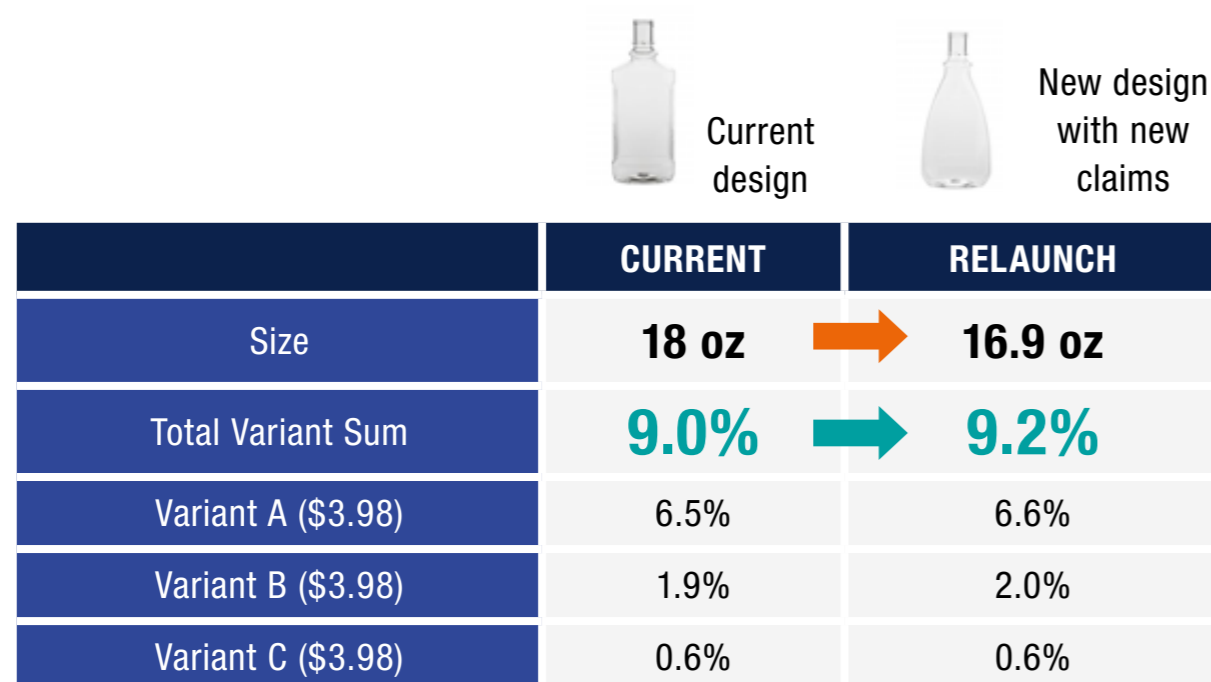 Current
design
New design
with new
claims
CURRENT RELAUNCH
Size 18 oz 16.9 oz
Total Variant Sum 9.0% 9.2%
Variant A ($3.98) 6.5% 6.6%
Variant B ($3.98) 1.9% 2.0%
Variant C ($3.98) 0.6% 0.6%